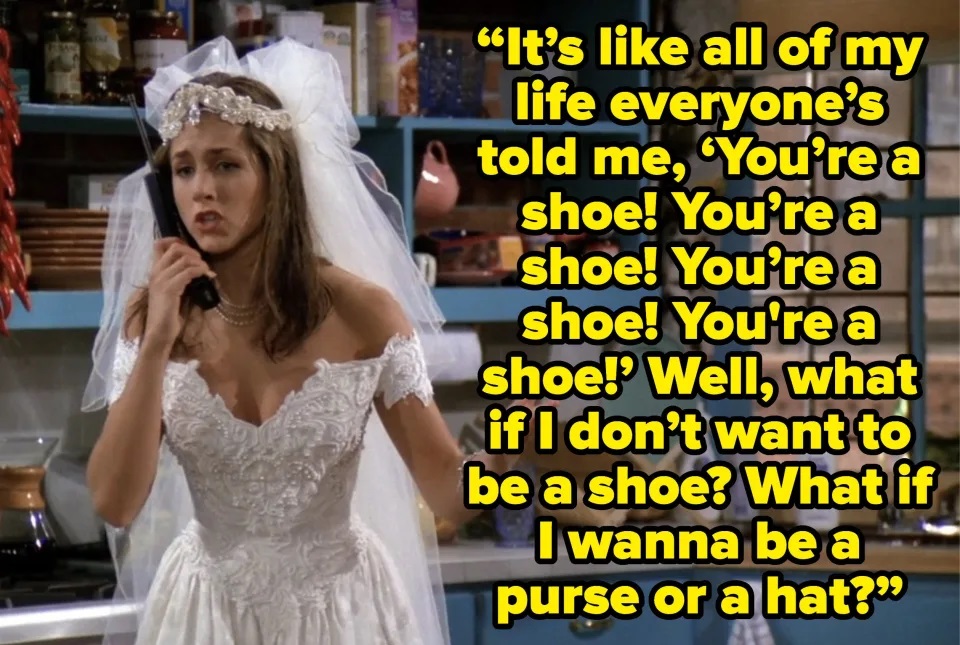 “It’s like all of my
life everyone’s
told me, ‘You’re a
shoe! You’re a
shoe! You’re a
shoe! You're a
shoe!’ Well, what
if I don’t want to
be a shoe? What if
I wanna be a
purse or a hat?”